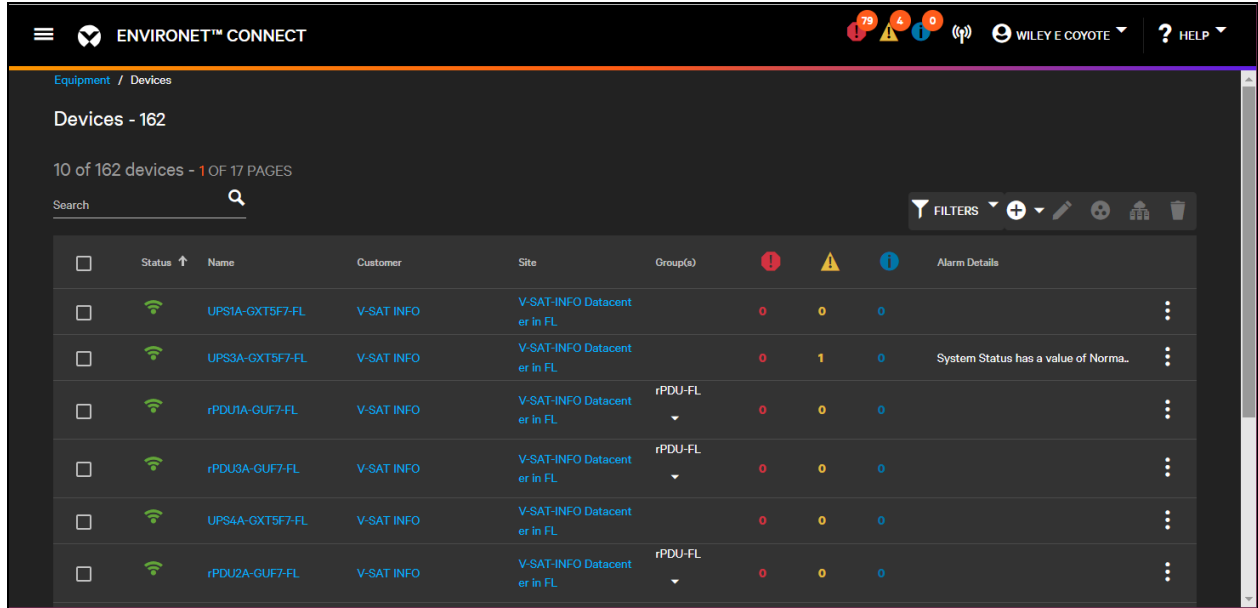 79 4 0
ENVIRONET™ CONNECT WILEY E COYOTE ? HELP
Equipment / Devices
Devices - 162
10 of 162 devices - 1 OF 17 PAGES
Search
FILTERS
Status Name Customer Site Group(s) Alarm Details
UPS1A-GXT5F7-FL V-SAT INFO V-SAT-INFO Datacent 0 0 0
er in FL
UPS3A-GXT5F7-FL V-SAT INFO V-SAT-INFO Datacent 0 1 0 System Status has a value of Norma..
er in FL
rPDU1A-GUF7-FL V-SAT INFO V-SAT-INFO Datacent rPDU-FL 0 0 0
er in FL
rPDU3A-GUF7-FL V-SAT INFO V-SAT-INFO Datacent rPDU-FL 0 0 0
er in FL
UPS4A-GXT5F7-FL V-SAT INFO V-SAT-INFO Datacent 0 0 0
er in FL
rPDU2A-GUF7-FL V-SAT INFO V-SAT-INFO Datacent rPDU-FL 0 0 0
er in FL